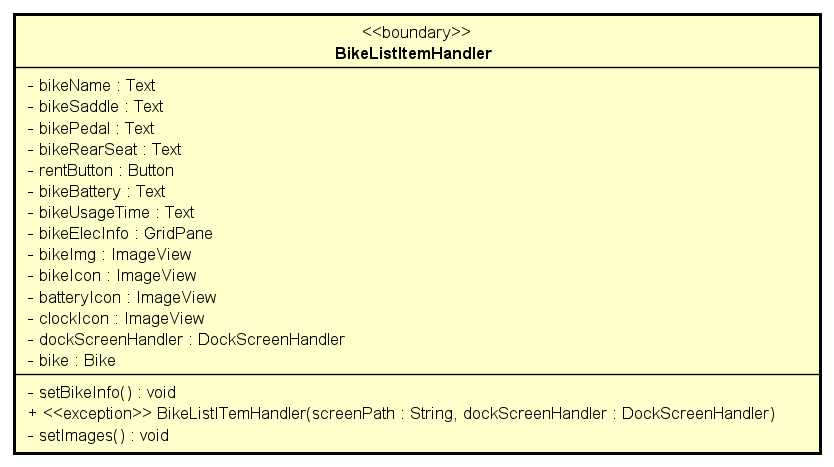 <<boundary>>
BikeListItemHandler
- bikeName : Text
- bikeSaddle : Text
- bikePedal : Text
- bikeRearSeat : Text
- rentButton : Button
- bikeBattery : Text
- bikeUsageTime : Text
- bikeElecInfo : GridPane
- bikeImg : ImageView
- bikeIcon : ImageView
- batteryIcon : ImageView
- clockIcon : ImageView
- dockScreenHandler : DockScreenHandler
- bike : Bike
- setBikeInfo() : void
+ <<exception>> BikeListITemHandler(screenPath : String, dockScreenHandler : DockScreenHandler)
- setImages() : void